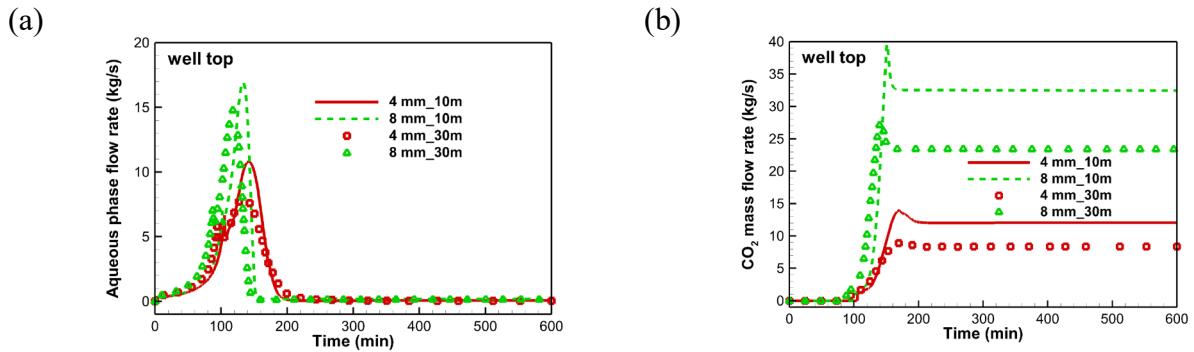 (a)
well top
Aqueous phase flow rate (kg/s)
20
15
10
5
0
4 mm_10m
8 mm_10m
4 mm_30m
8 mm_30m
0 100 200 300 400 500 600
Time (min)
(b)
well top
CO₂ mass flow rate (kg/s)
40
35
30
25
20
15
10
5
0
4 mm_10m
8 mm_10m
4 mm_30m
8 mm_30m
0 100 200 300 400 500 600
Time (min)